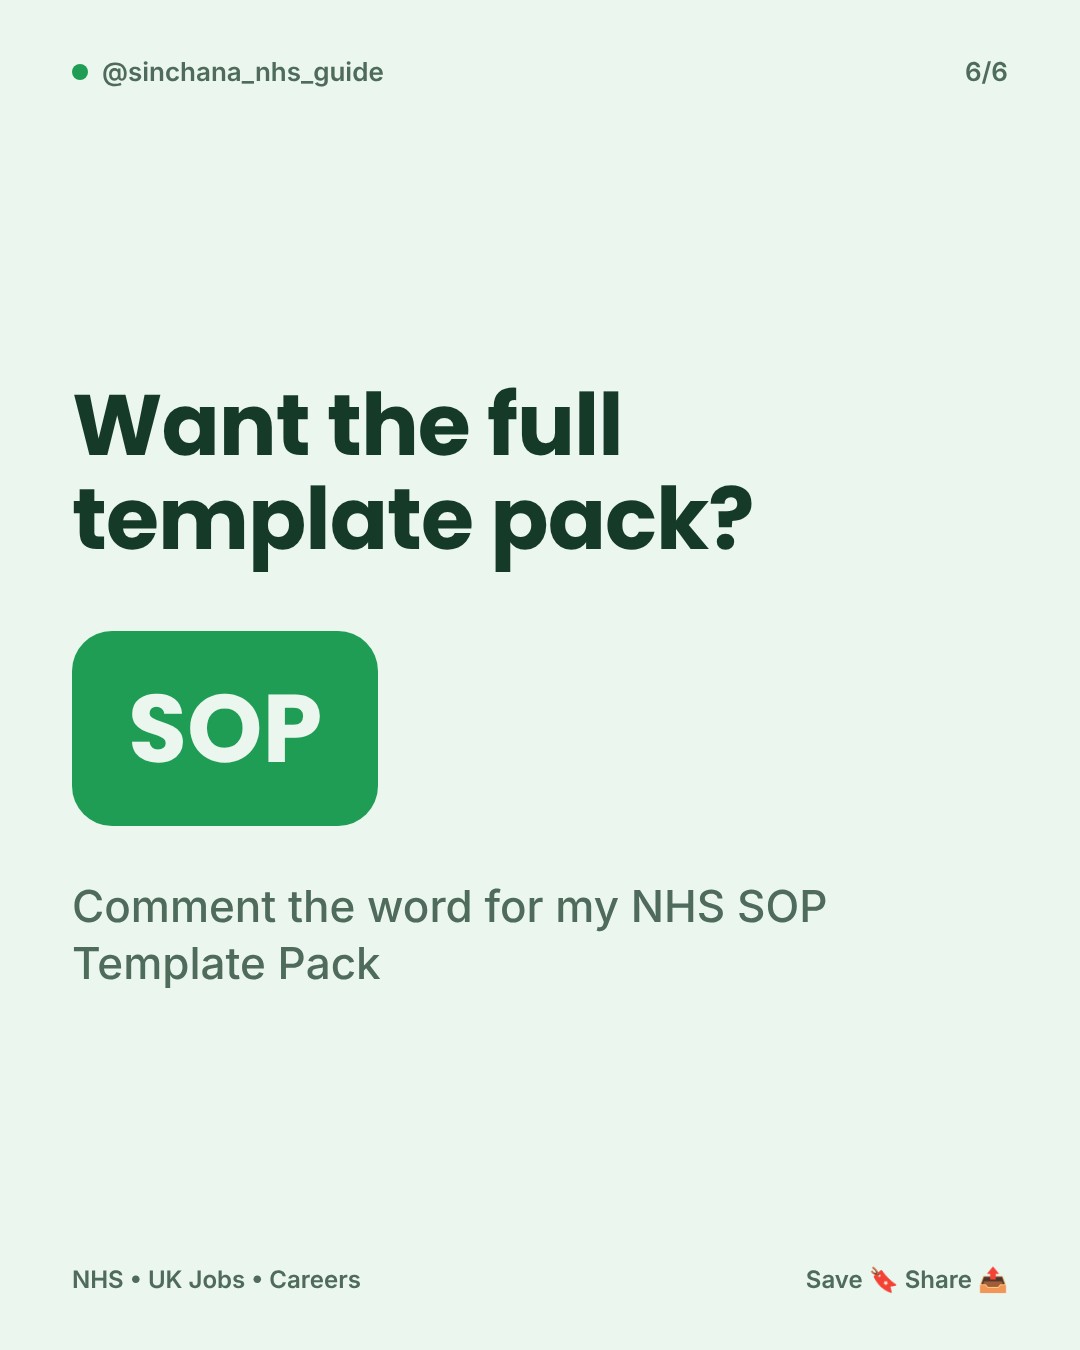 @sinchana_nhs_guide
6/6
Want the full
template pack?
SOP
Comment the word for my NHS SOP
Template Pack
NHS • UK Jobs • Careers
Save 🔖 Share 📤